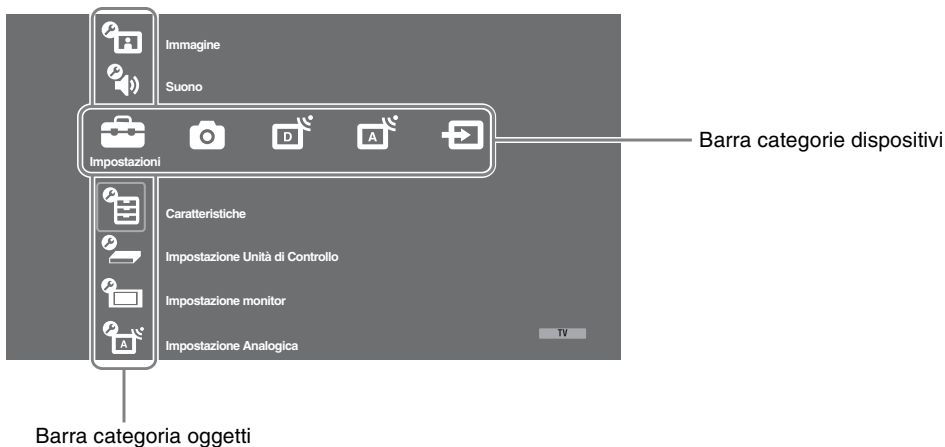 Immagine
Suono
D
A
Barra categorie dispositivi
Impostazioni
Caratteristiche
Impostazione Unità di Controllo
Impostazione monitor
TV
A
Impostazione Analogica
Barra categoria oggetti